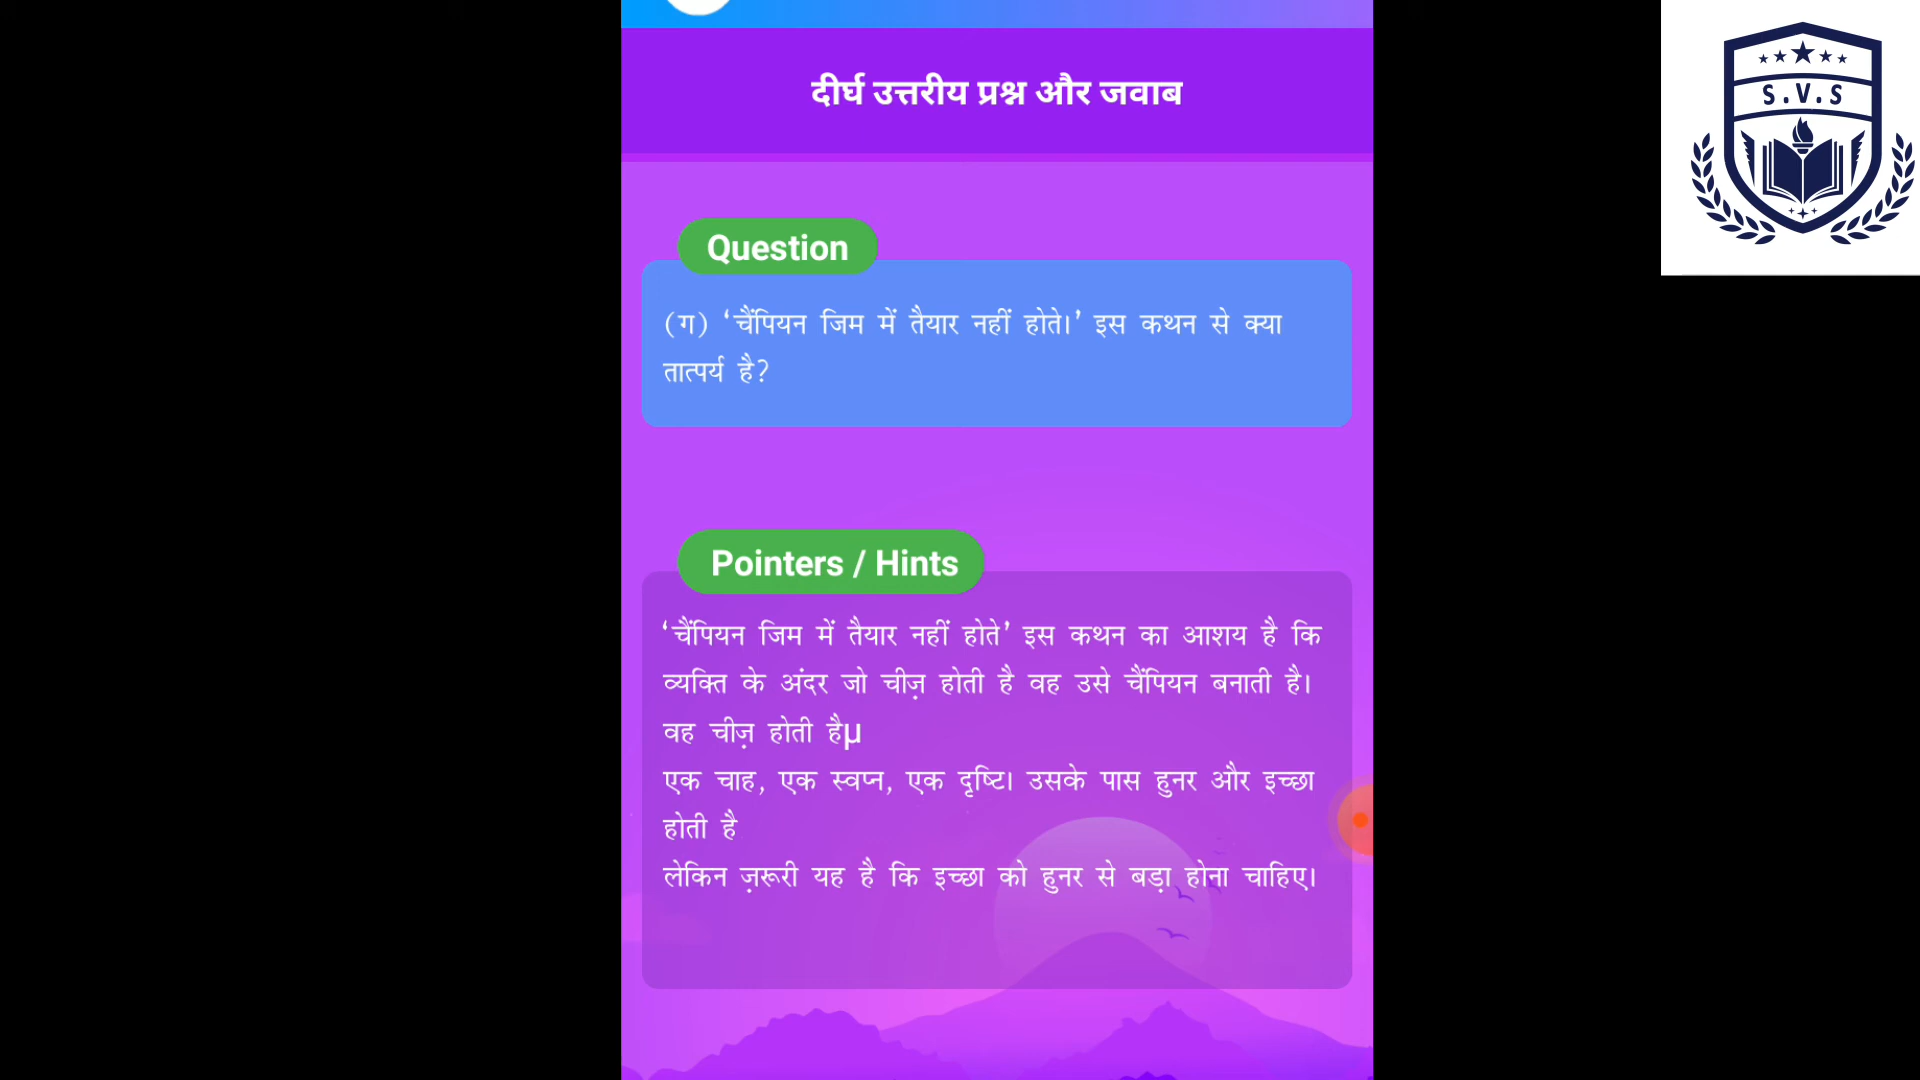 S.V.S
दीर्घ उत्तरीय प्रश्न और जवाब
Question
(ग) ‘चैंपियन जिम में तैयार नहीं होते।’ इस कथन से क्या
तात्पर्य है?
Pointers / Hints
‘चैंपियन जिम में तैयार नहीं होते’ इस कथन का आशय है कि
व्यक्ति के अंदर जो चीज़ होती है वह उसे चैंपियन बनाती है।
वह चीज़ होती हैµ
एक चाह, एक स्वप्न, एक दृष्टि। उसके पास हुनर और इच्छा
होती है
लेकिन ज़रूरी यह है कि इच्छा को हुनर से बड़ा होना चाहिए।